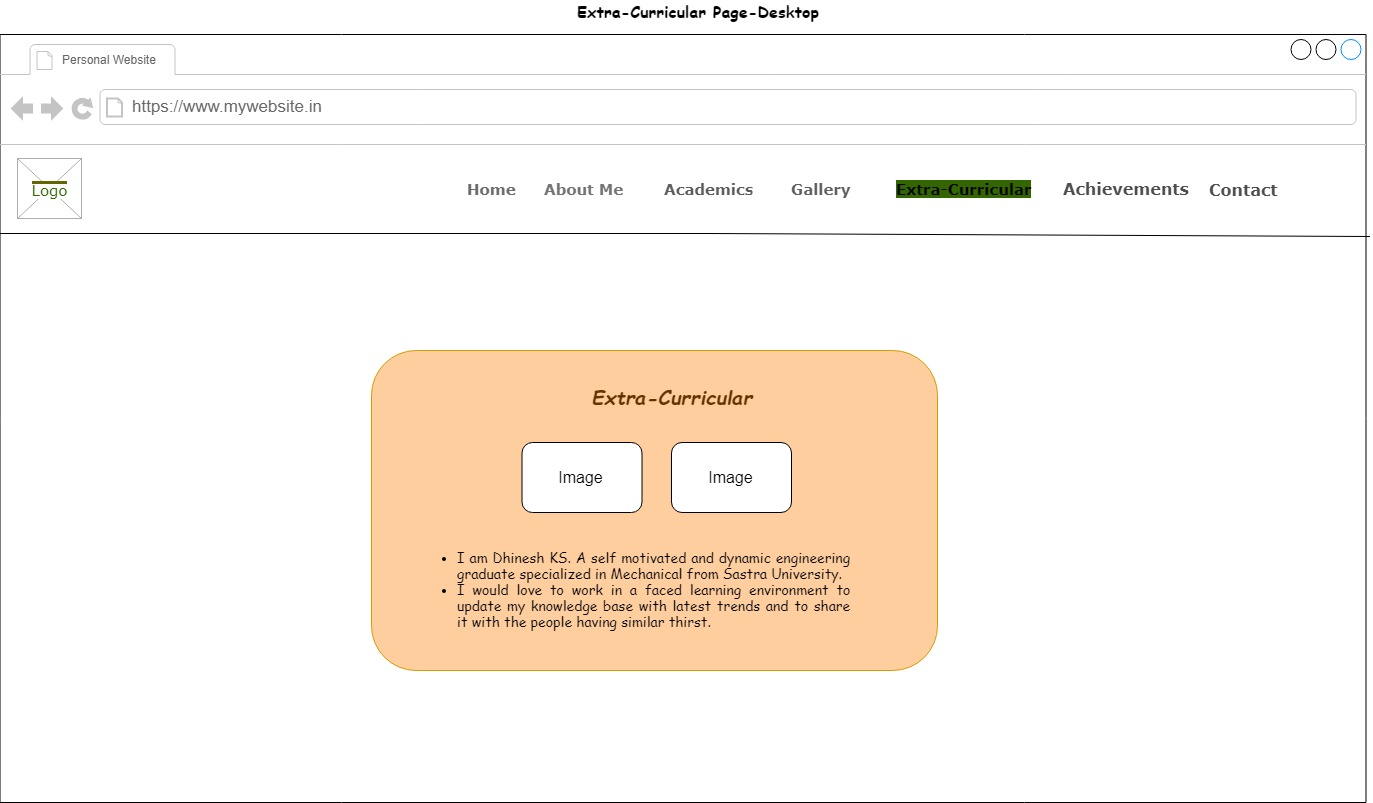 Extra-Curricular Page-Desktop
Personal Website
https://www.mywebsite.in
Logo
Home About Me Academics Gallery Extra-Curricular Achievements Contact
Extra-Curricular
Image Image
• I am Dhinesh KS. A self motivated and dynamic engineering
graduate specialized in Mechanical from Sastra University.
• I would love to work in a faced learning environment to
update my knowledge base with latest trends and to share
it with the people having similar thirst.